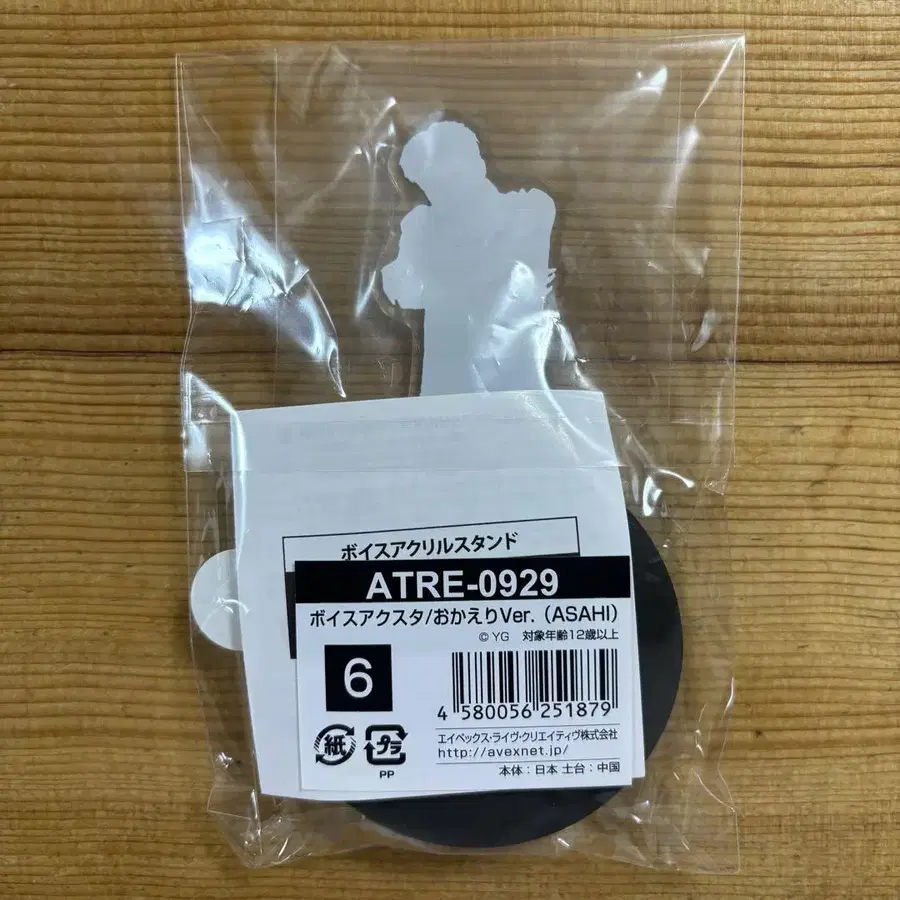 ボイスアクリルスタンド
ATRE-0929
ボイスアクスタ/おかえりVer.（ASAHI）
© YG 対象年齢12歳以上
6
4 580056 251879
紙 プラ
PP
エイベックス・ライヴ・クリエイティヴ株式会社
http://avexnet.jp/
本体：日本 土台：中国